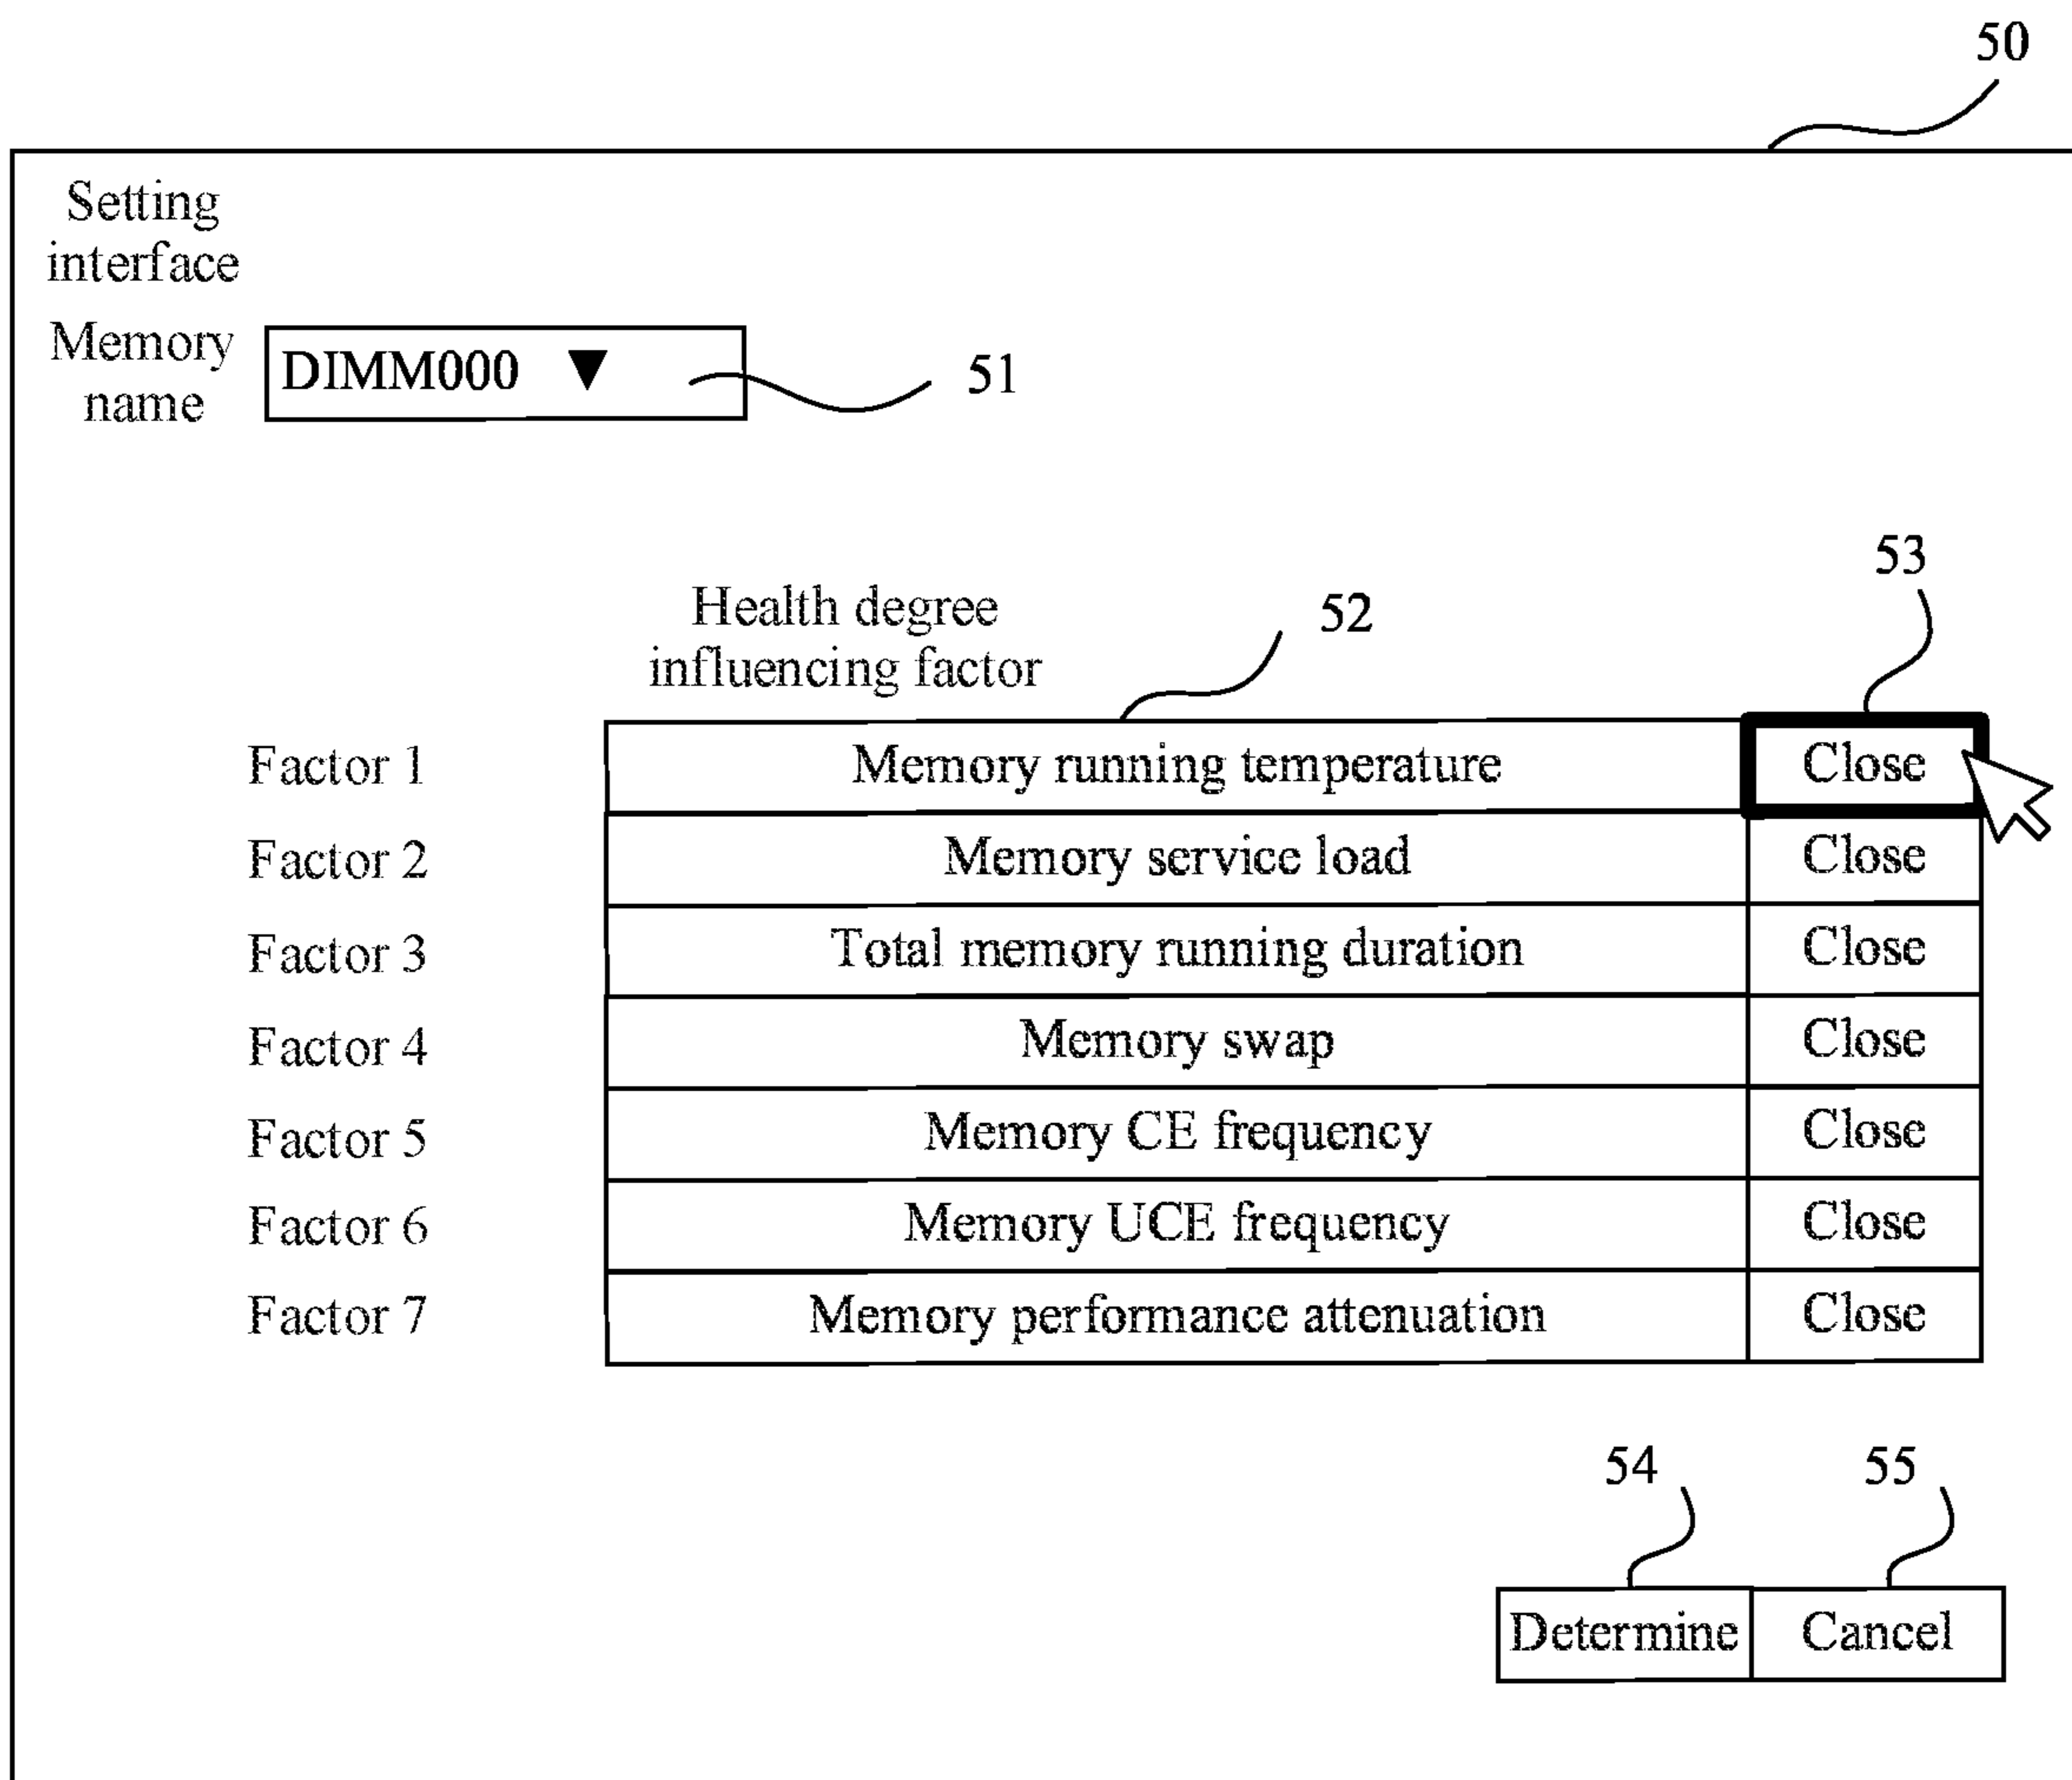 50
Setting
interface
Memory
name
DIMM000 ▼
51
53
Health degree
influencing factor
52
Factor 1 Memory running temperature Close
Factor 2 Memory service load Close
Factor 3 Total memory running duration Close
Factor 4 Memory swap Close
Factor 5 Memory CE frequency Close
Factor 6 Memory UCE frequency Close
Factor 7 Memory performance attenuation Close
54 55
Determine Cancel